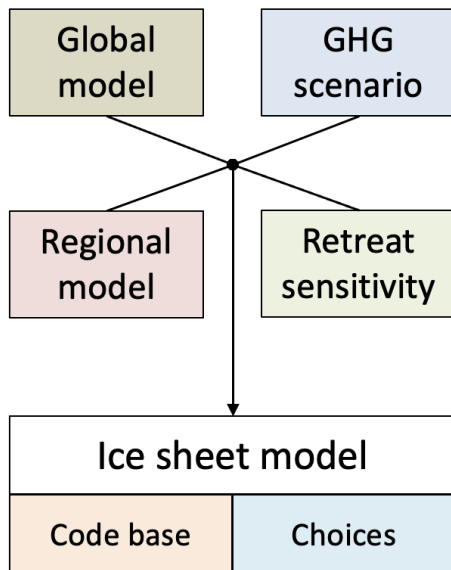 Global
model
GHG
scenario
Regional
model
Retreat
sensitivity
Ice sheet model
Code base
Choices